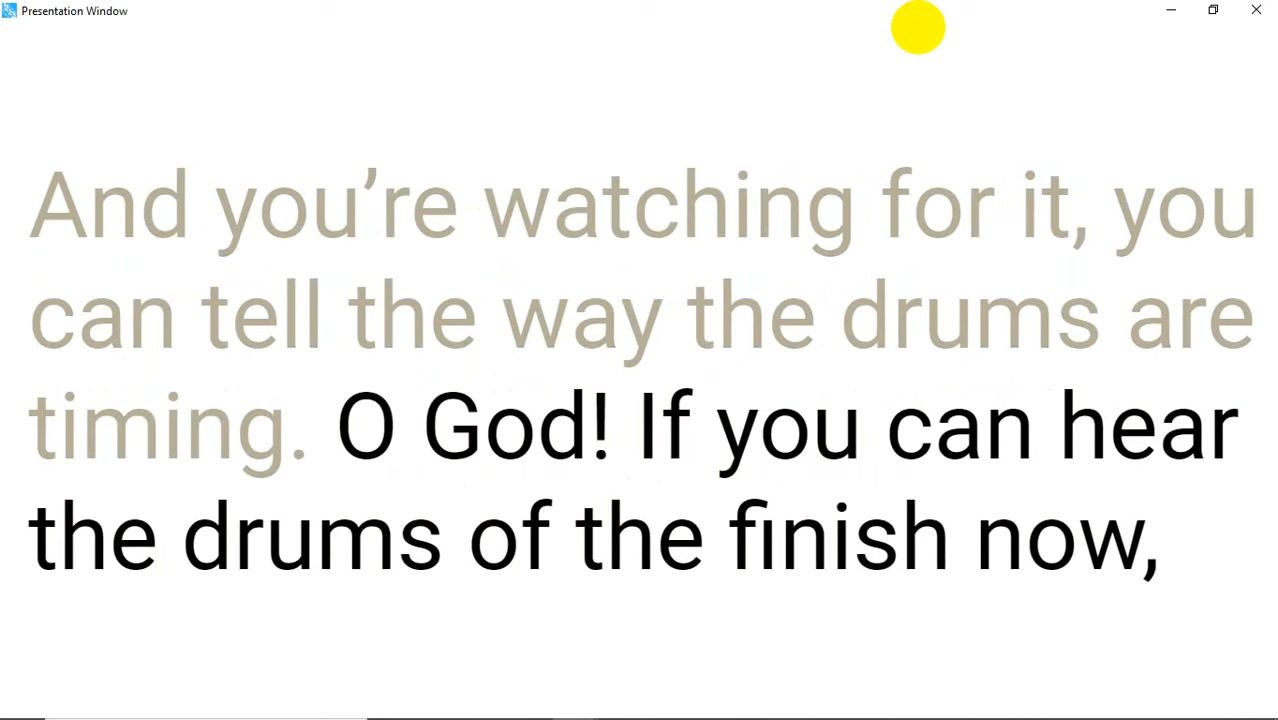 Presentation Window
And you’re watching for it, you
can tell the way the drums are
timing. O God! If you can hear
the drums of the finish now,